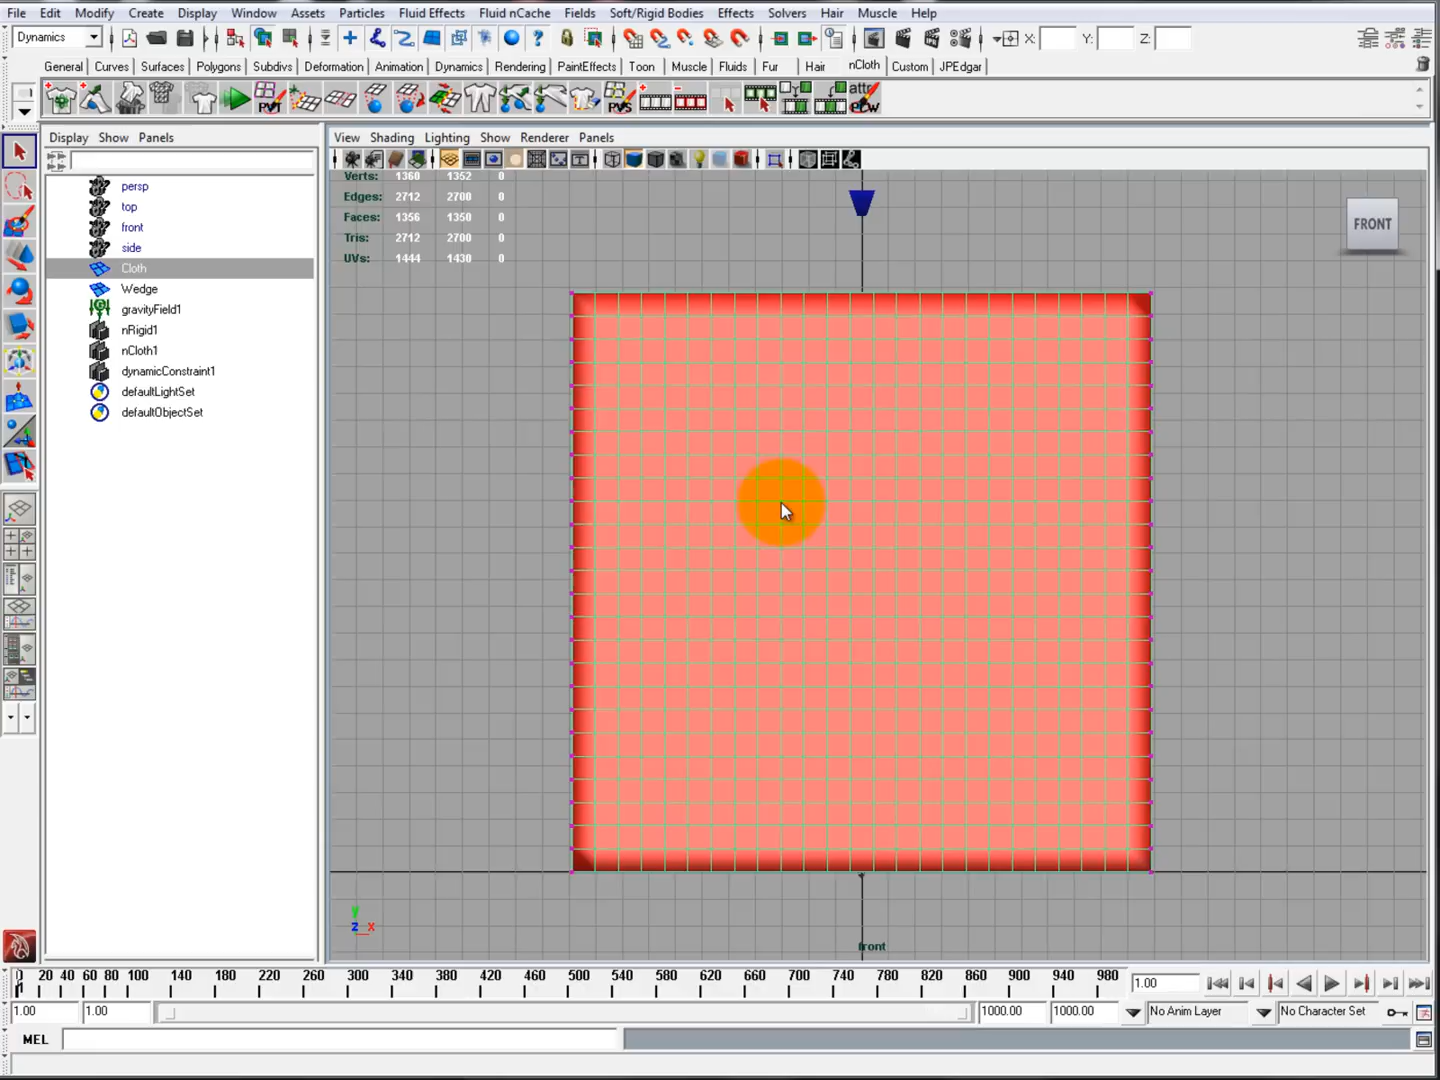 File Edit Modify Create Display Window Assets Particles Fluid Effects Fluid nCache Fields Soft/Rigid Bodies Effects Solvers Hair Muscle Help
Dynamics X: Y: Z:
General Curves Surfaces Polygons Subdivs Deformation Animation Dynamics Rendering PaintEffects Toon Muscle Fluids Fur Hair nCloth Custom JPEdgar
PVI PVS attr PCW
Display Show Panels
View Shading Lighting Show Renderer Panels
Verts: 1360 1352 0
Edges: 2712 2700 0
Faces: 1356 1350 0
Tris: 2712 2700 0
UVs: 1444 1430 0
persp
top
front
side
Cloth
Wedge
gravityField1
nRigid1
nCloth1
dynamicConstraint1
defaultLightSet
defaultObjectSet
FRONT
y
z x
front
0 20 40 60 80 100 140 180 220 260 300 340 380 420 460 500 540 580 620 660 700 740 780 820 860 900 940 980 1.00
1.00 1.00 1000.00 1000.00 No Anim Layer No Character Set
MEL